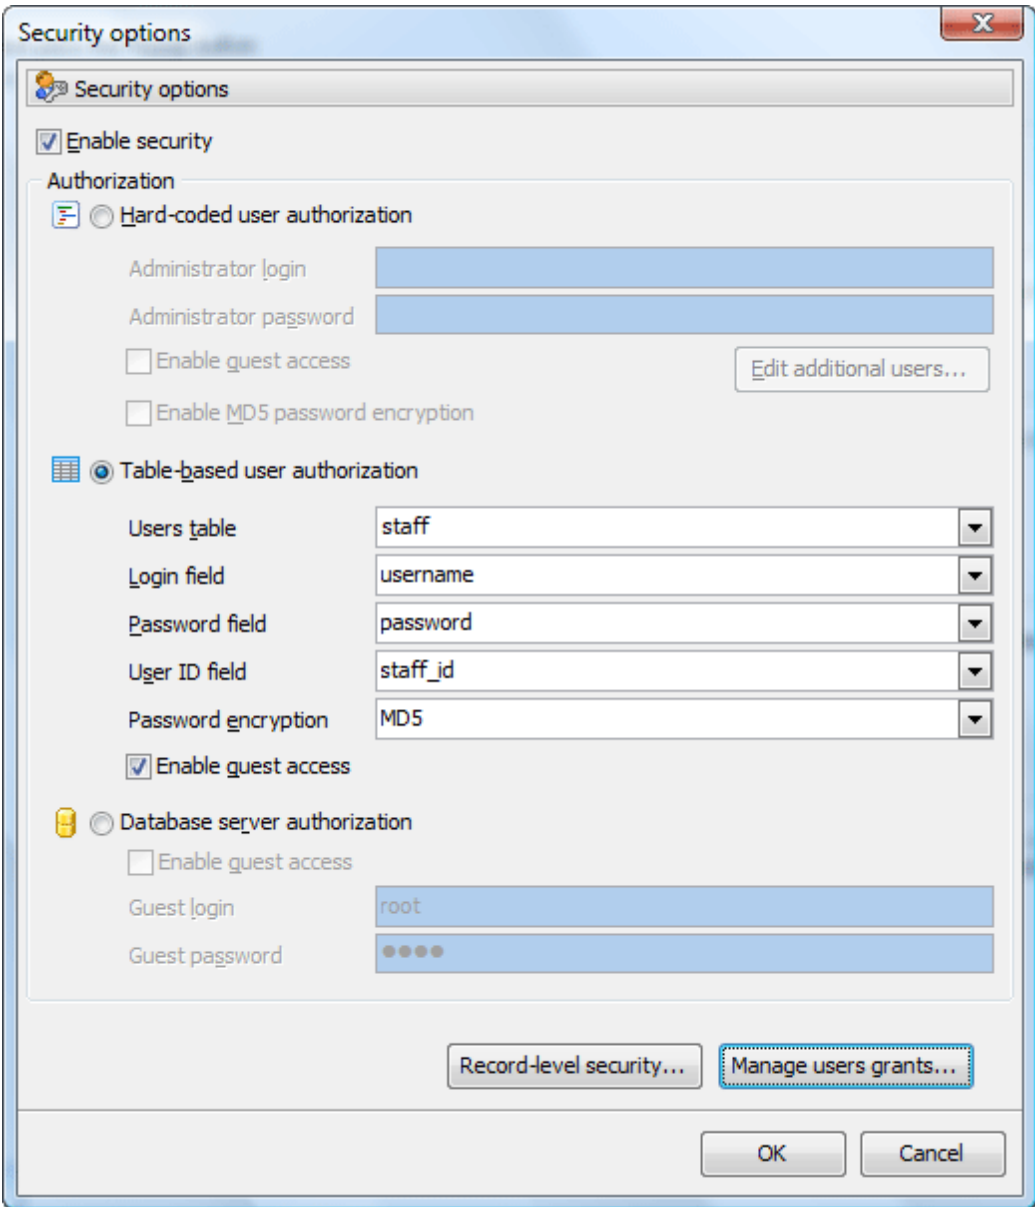 Security options
Security options
Enable security
Authorization
Hard-coded user authorization
Administrator login
Administrator password
Enable guest access
Edit additional users...
Enable MD5 password encryption
Table-based user authorization
Users table staff
Login field username
Password field password
User ID field staff_id
Password encryption MD5
Enable guest access
Database server authorization
Enable guest access
Guest login root
Guest password ●●●●
Record-level security... Manage users grants...
OK Cancel